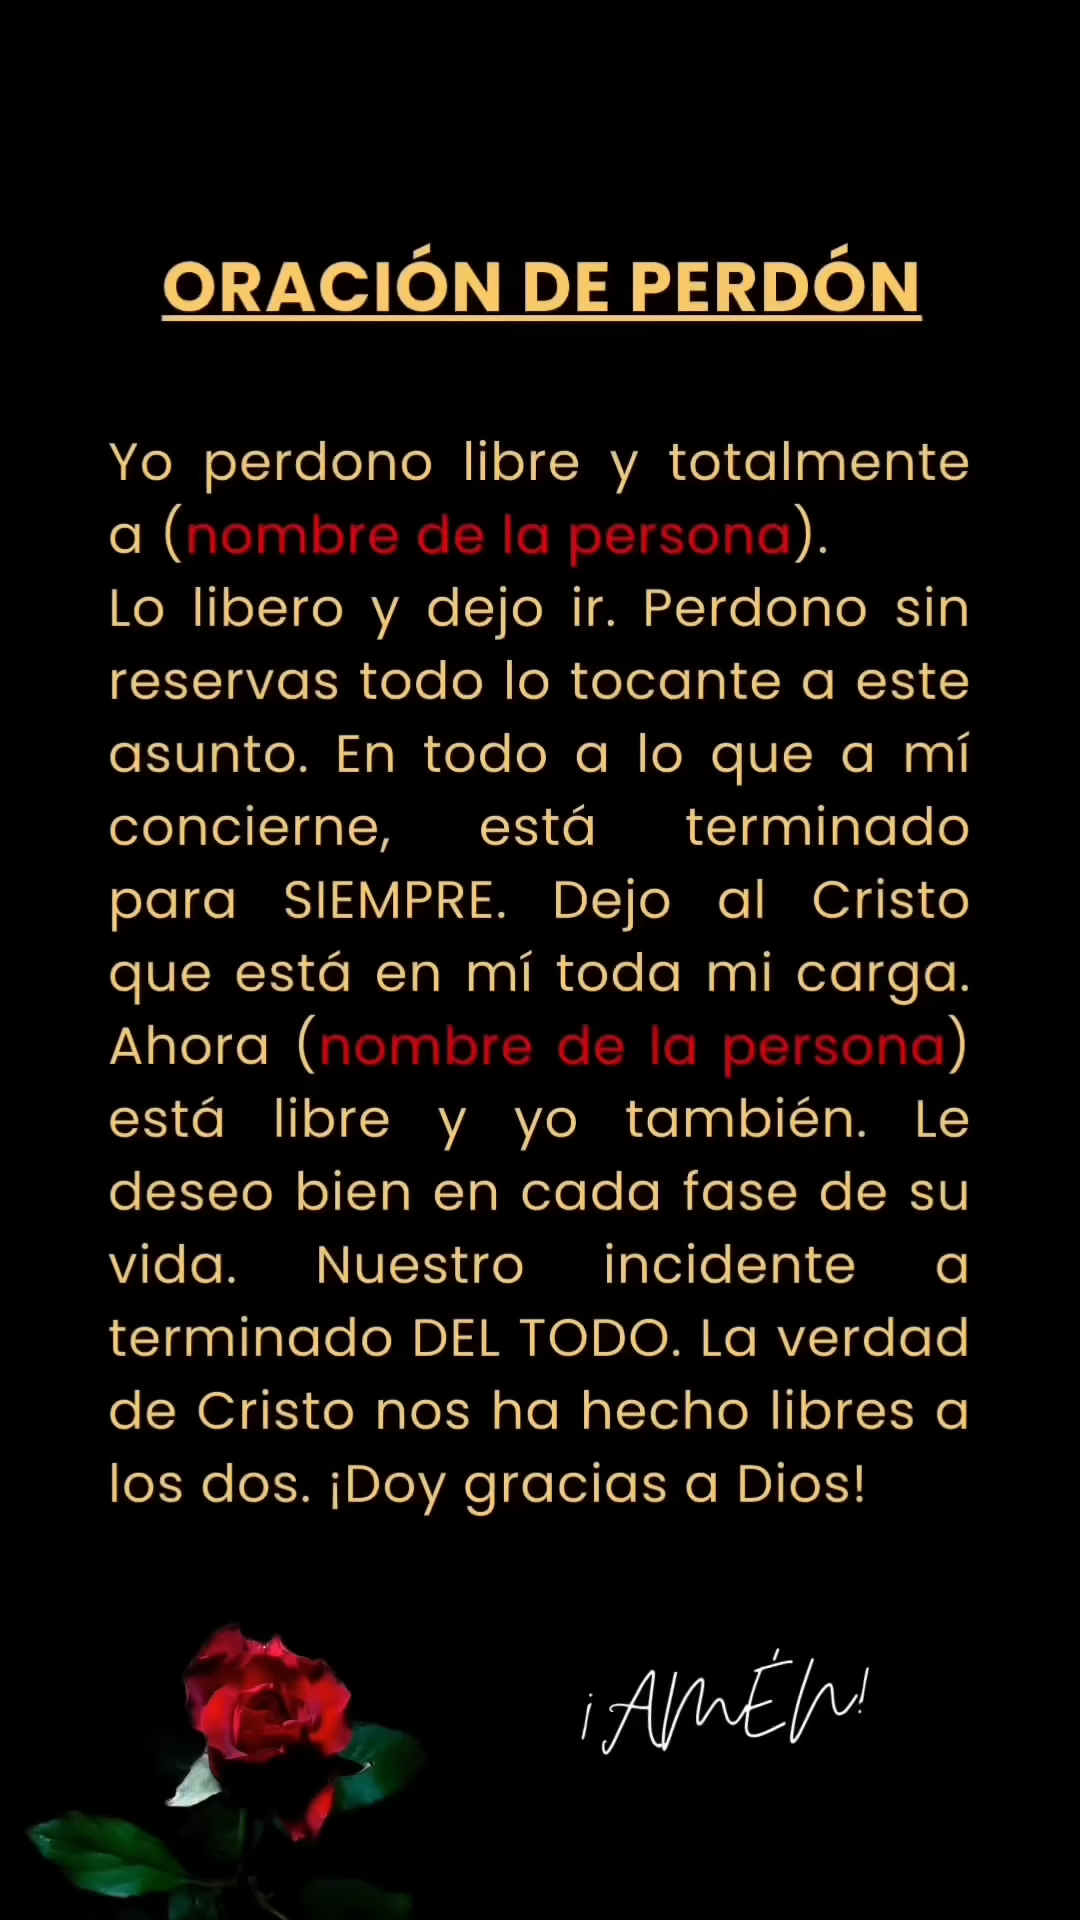 ORACIÓN DE PERDÓN
Yo perdono libre y totalmente
a (nombre de la persona).
Lo libero y dejo ir. Perdono sin
reservas todo lo tocante a este
asunto. En todo a lo que a mí
concierne, está terminado
para SIEMPRE. Dejo al Cristo
que está en mí toda mi carga.
Ahora (nombre de la persona)
está libre y yo también. Le
deseo bien en cada fase de su
vida. Nuestro incidente a
terminado DEL TODO. La verdad
de Cristo nos ha hecho libres a
los dos. ¡Doy gracias a Dios!
¡AMÉN!